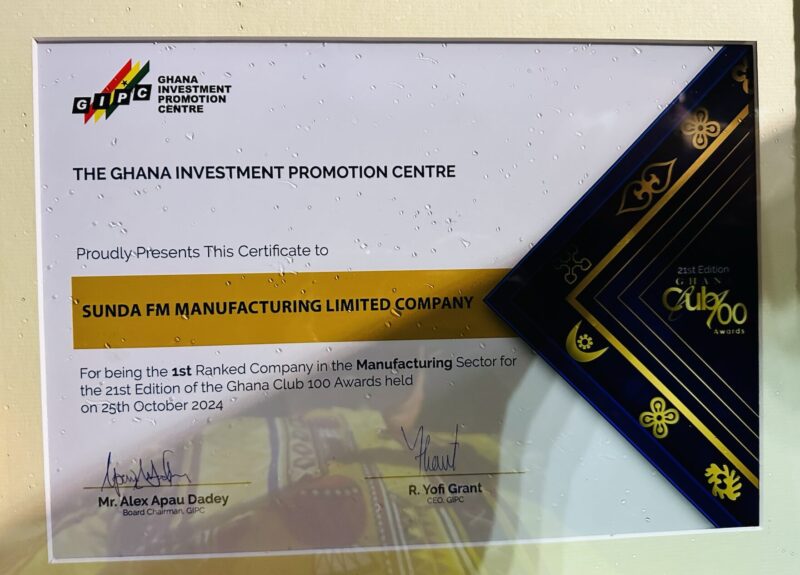 GIPC
GHANA
INVESTMENT
PROMOTION
CENTRE
THE GHANA INVESTMENT PROMOTION CENTRE
Proudly Presents This Certificate to
SUNDA FM MANUFACTURING LIMITED COMPANY
For being the 1st Ranked Company in the Manufacturing Sector for
the 21st Edition of the Ghana Club 100 Awards held
on 25th October 2024
Mr. Alex Apau Dadey
Board Chairman, GIPC
R. Yofi Grant
CEO, GIPC
21st Edition
Club 100
Awards